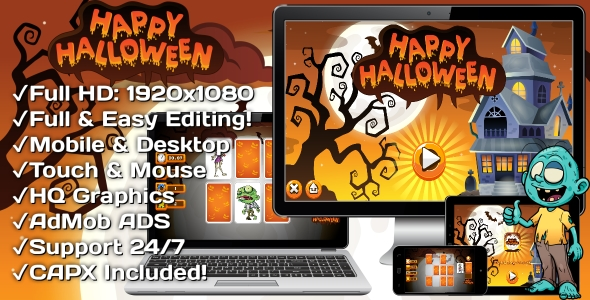 HAPPY
HALLOWEEN
✓Full HD: 1920x1080
✓Full & Easy Editing!
✓Mobile & Desktop
✓Touch & Mouse
✓HQ Graphics
✓AdMob ADS
✓Support 24/7
✓CAPX Included!
HAPPY
HALLOWEEN